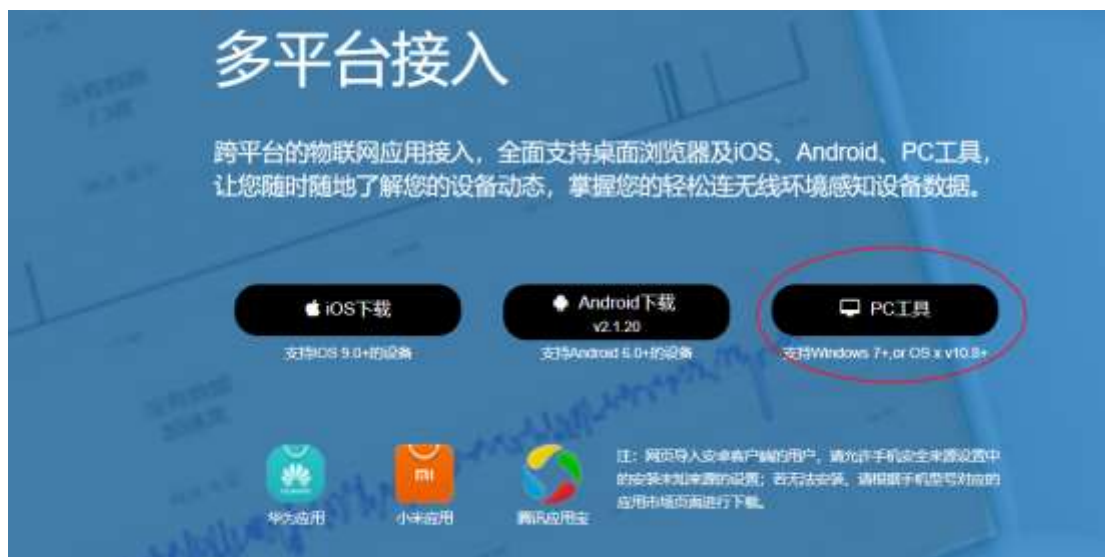 多平台接入
跨平台的物联网应用接入，全面支持桌面浏览器及iOS、Android、PC工具，
让您随时随地了解您的设备动态，掌握您的轻松连无线环境感知设备数据。
iOS下载
支持IOS 9.0+的设备
Android下载
v2.1.20
支持Android 6.0+的设备
PC工具
支持Windows 7+,or OS x v10.8+
华为应用
小米应用
腾讯应用宝
注：网页导入安卓客户端的用户，请允许手机安全来源设置中
的安装未知来源的设置；若无法安装，请根据手机型号对应的
应用市场页面进行下载。